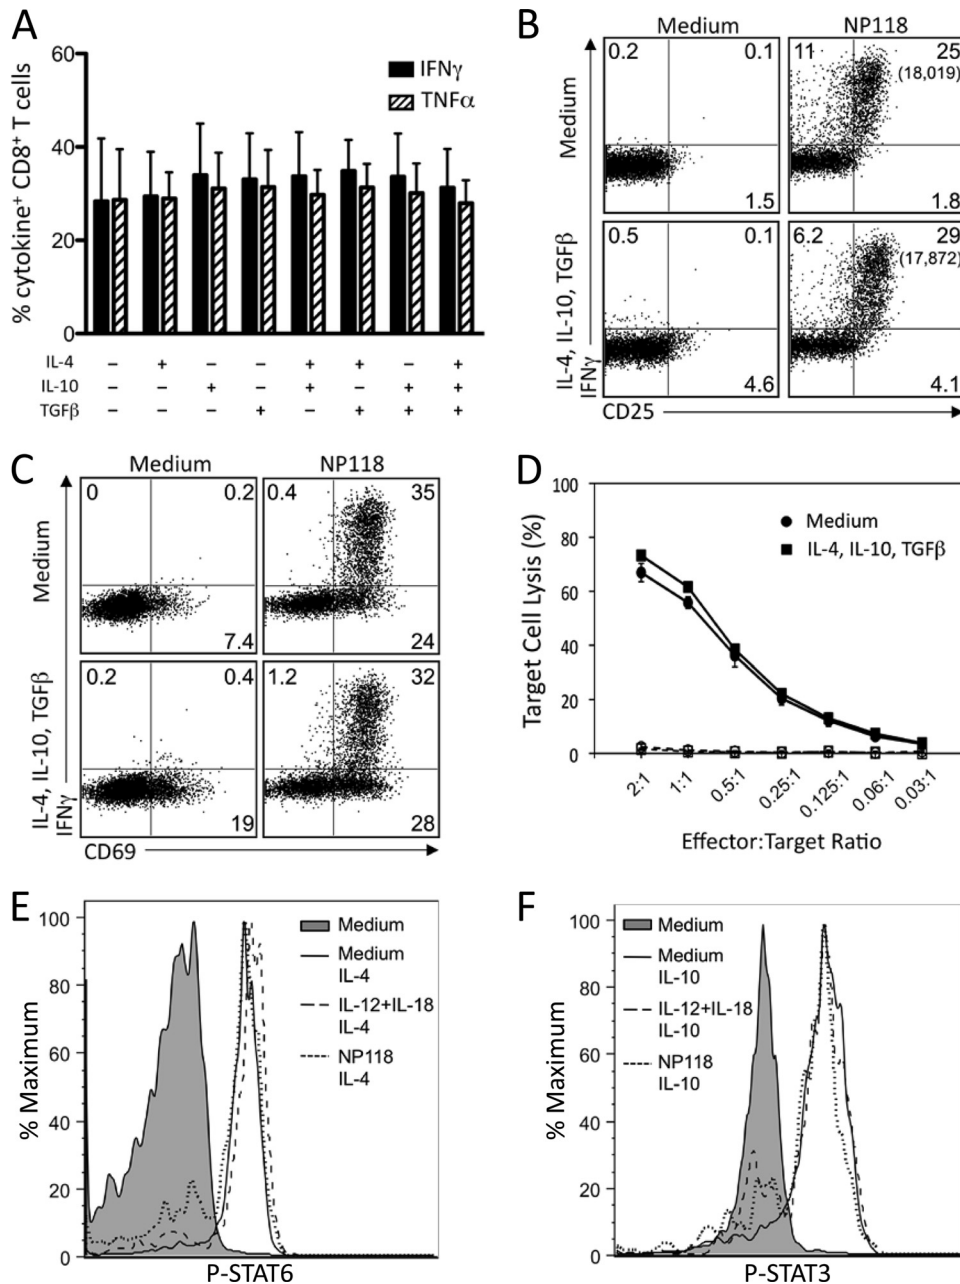 A
% cytokine⁺ CD8⁺ T cells
60
40
20
0
IFNγ
TNFα
IL-4 – + – – + + – +
IL-10 – – + – + – + +
TGFβ – – – + – + + +
B
Medium NP118
Medium
0.2 0.1
1.5
11 25
(18,019)
1.8
IL-4, IL-10, TGFβ
IFNγ
0.5 0.1
4.6
6.2 29
(17,872)
4.1
CD25
C
Medium NP118
Medium
0 0.2
7.4
0.4 35
24
IL-4, IL-10, TGFβ
IFNγ
0.2 0.4
19
1.2 32
28
CD69
D
Target Cell Lysis (%)
100
80
60
40
20
0
Medium
IL-4, IL-10, TGFβ
2:1 1:1 0.5:1 0.25:1 0.125:1 0.06:1 0.03:1
Effector:Target Ratio
E
% Maximum
100
80
60
40
20
0
Medium
Medium
IL-4
IL-12+IL-18
IL-4
NP118
IL-4
P-STAT6
F
% Maximum
100
80
60
40
20
0
Medium
Medium
IL-10
IL-12+IL-18
IL-10
NP118
IL-10
P-STAT3